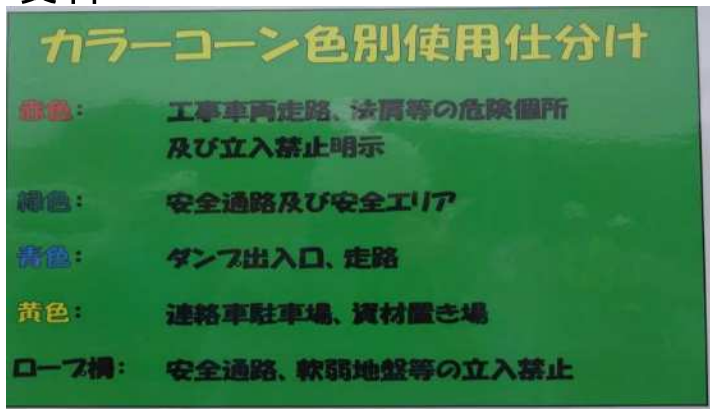 カラーコーン色別使用仕分け
赤色： 工事車両走路、法肩等の危険個所
及び立入禁止明示
緑色： 安全通路及び安全エリア
青色： ダンプ出入口、走路
黄色： 連絡車駐車場、資材置き場
ロープ柵： 安全通路、軟弱地盤等の立入禁止